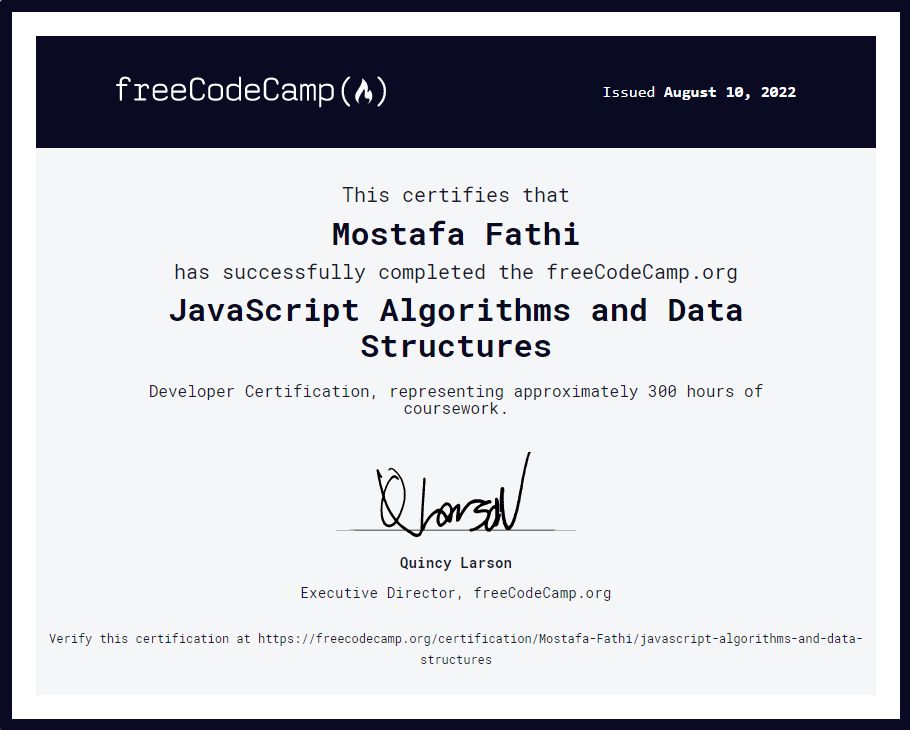 freeCodeCamp(🔥)
Issued August 10, 2022
This certifies that
Mostafa Fathi
has successfully completed the freeCodeCamp.org
JavaScript Algorithms and Data
Structures
Developer Certification, representing approximately 300 hours of
coursework.
QLarson
Quincy Larson
Executive Director, freeCodeCamp.org
Verify this certification at https://freecodecamp.org/certification/Mostafa-Fathi/javascript-algorithms-and-data-
structures